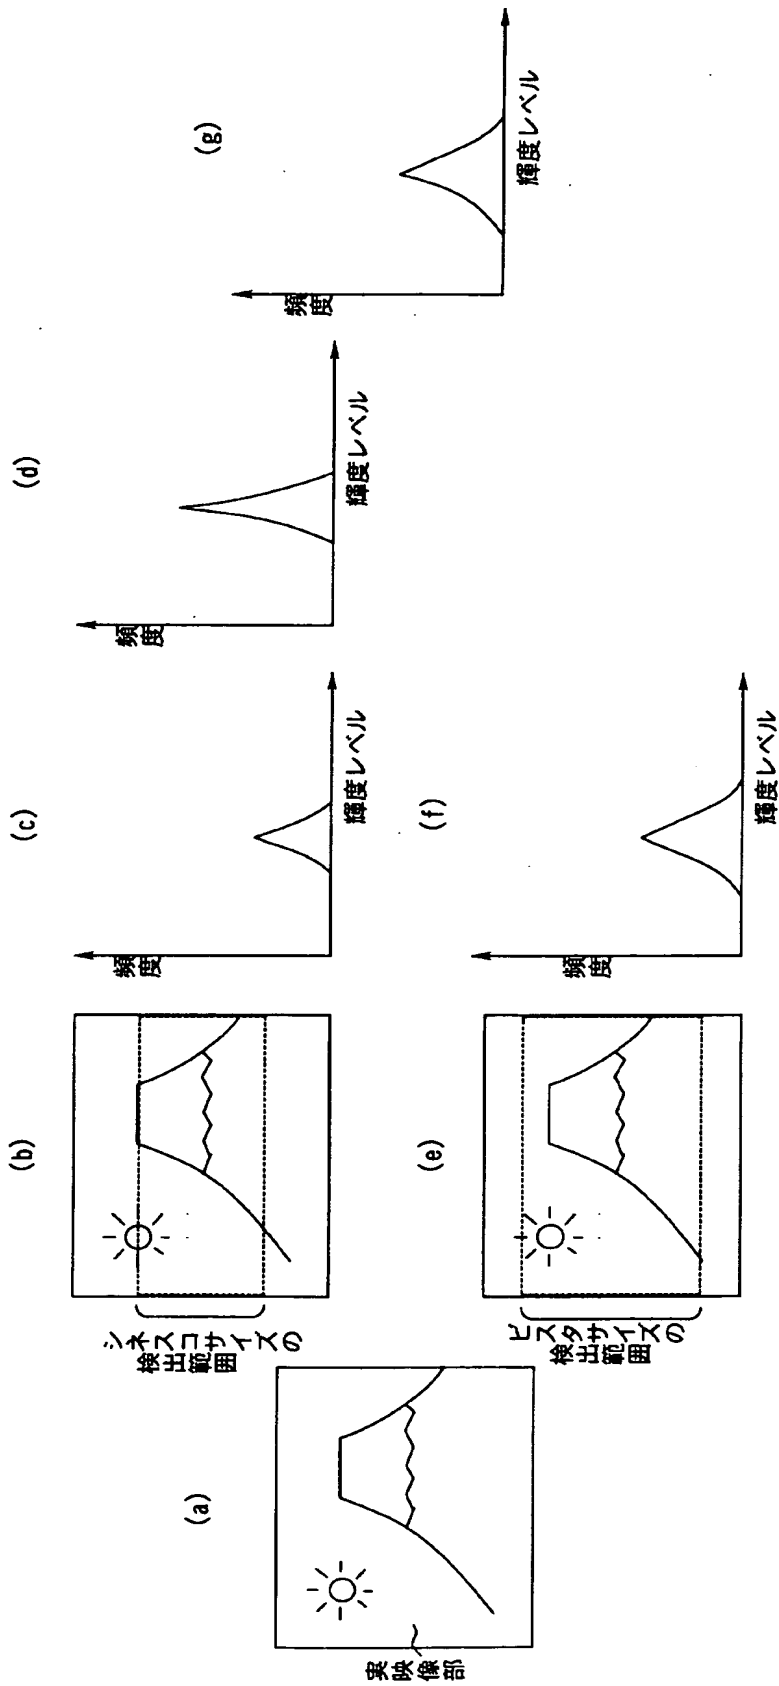 (a)
実映像部
(b)
シネスコサイズの
検出範囲
(c)
頻度
輝度レベル
(d)
頻度
輝度レベル
(e)
ビスタサイズの
検出範囲
(f)
頻度
輝度レベル
(g)
頻度
輝度レベル